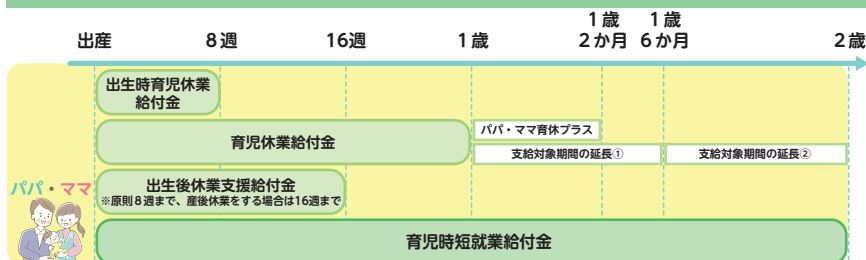 1歳 1歳
出産 8週 16週 1歳 2か月 6か月 2歳
出生時育児休業
給付金
育児休業給付金
パパ・ママ育休プラス
支給対象期間の延長① 支給対象期間の延長②
出生後休業支援給付金
※原則8週まで、産後休業をする場合は16週まで
パパ・ママ
育児時短就業給付金